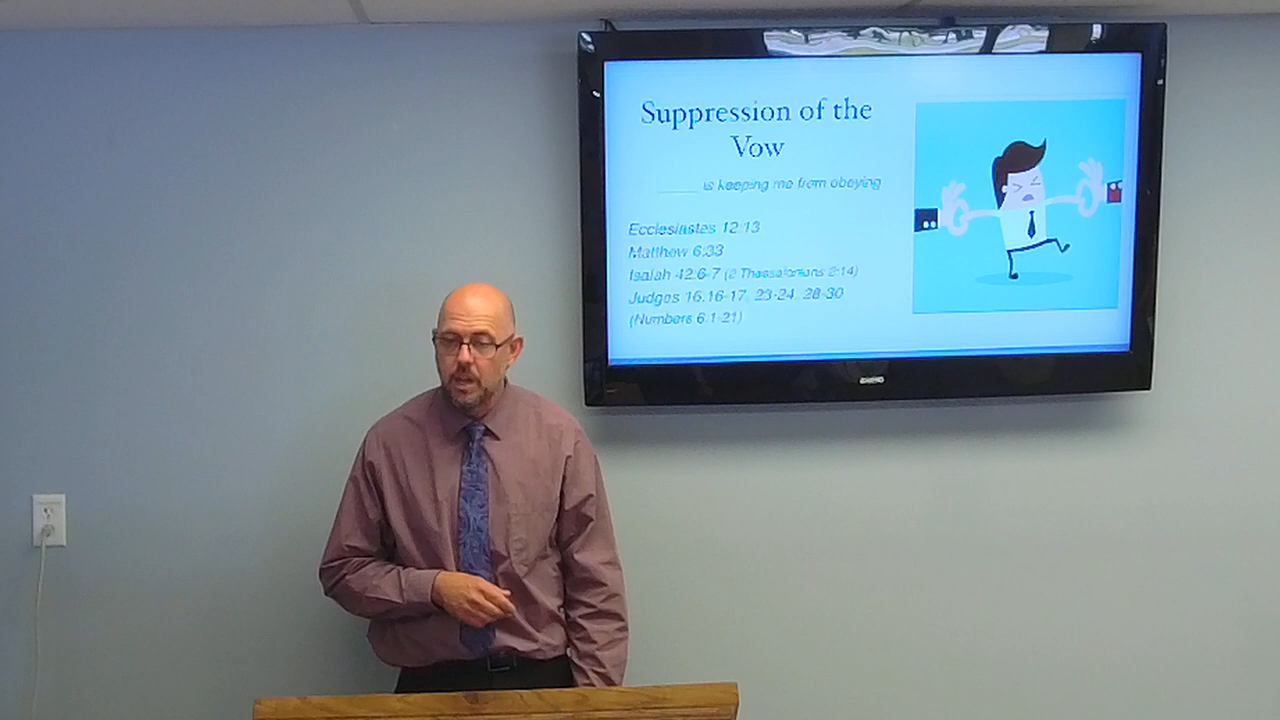 Suppression of the
Vow
______ is keeping me from obeying
Ecclesiastes 12:13
Matthew 6:33
Isaiah 42:6-7 (2 Thessalonians 2:14)
Judges 16:16-17, 23-24, 28-30
(Numbers 6:1-21)